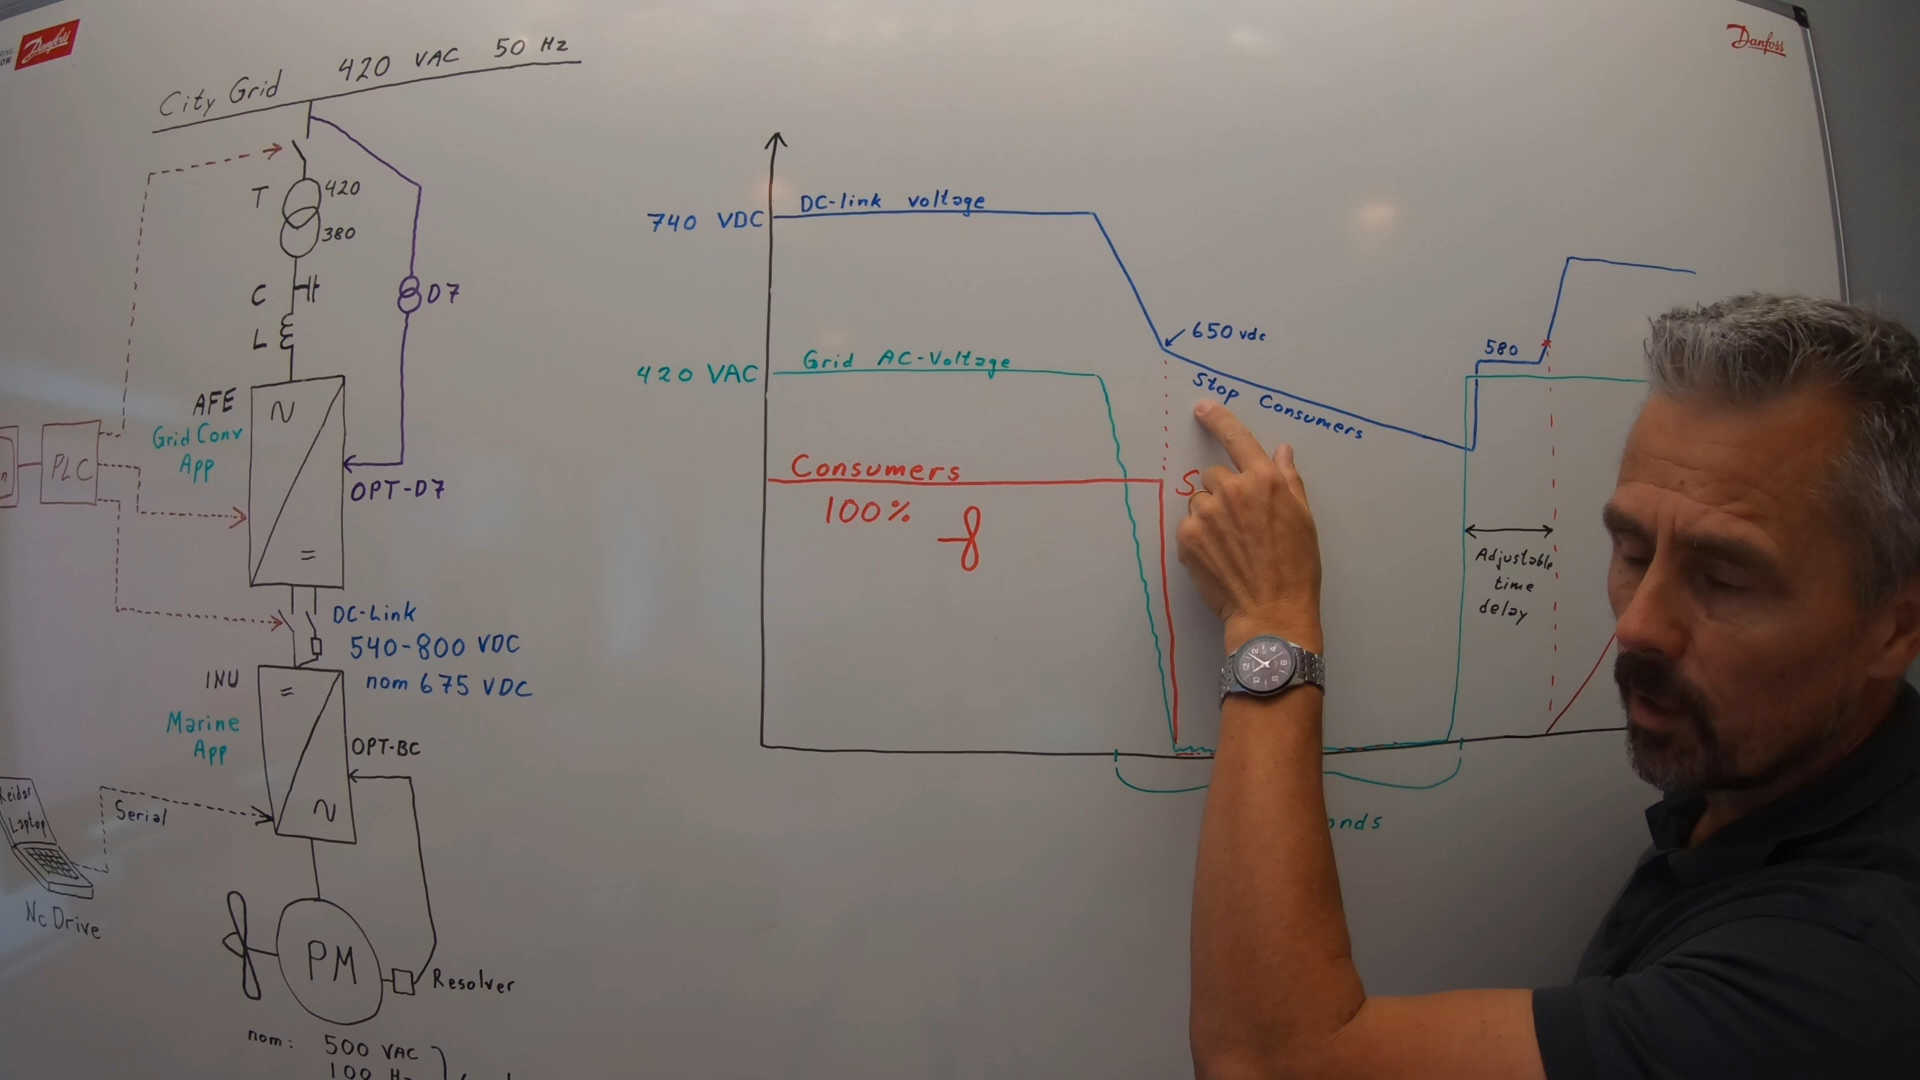 Danfoss
Danfoss
City Grid 420 VAC 50 Hz
T 420
380
C
D7
L
AFE
Grid Conv
App
PLC
OPT-D7
DC-Link
540-800 VDC
nom 675 VDC
INU
Marine
App
OPT-BC
Serial
Reidar
Laptop
Nc Drive
PM
Resolver
nom: 500 VAC
100 Hz
DC-link voltage
740 VDC
650 vdc
580
Grid AC-Voltage
420 VAC
Stop Consumers
Consumers
100%
Adjustable
time
delay